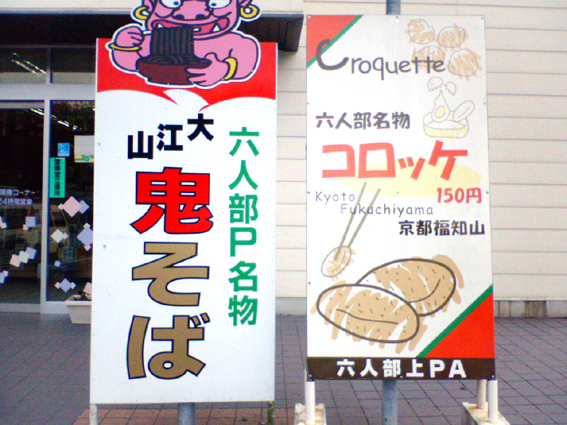 大江山
鬼そば
六人部P名物
Croquette
六人部名物
コロッケ
150円
Kyoto
Fukuchiyama
京都福知山
六人部上PA